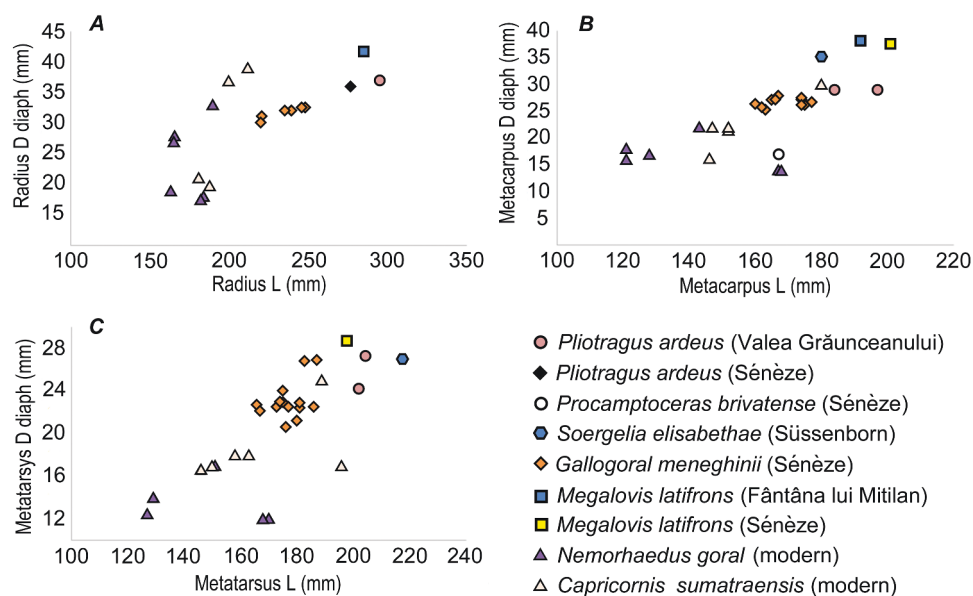 A
Radius D diaph (mm)
45
40
35
30
25
20
15
100 150 200 250 300 350
Radius L (mm)
B
Metacarpus D diaph (mm)
40
35
30
25
20
15
10
5
100 120 140 160 180 200 220
Metacarpus L (mm)
C
Metatarsys D diaph (mm)
28
24
20
16
12
100 120 140 160 180 200 220 240
Metatarsus L (mm)
Pliotragus ardeus (Valea Grăunceanului)
Pliotragus ardeus (Sénèze)
Procamptoceras brivatense (Sénèze)
Soergelia elisabethae (Süssenborn)
Gallogoral meneghinii (Sénèze)
Megalovis latifrons (Fântâna lui Mitilan)
Megalovis latifrons (Sénèze)
Nemorhaedus goral (modern)
Capricornis sumatraensis (modern)